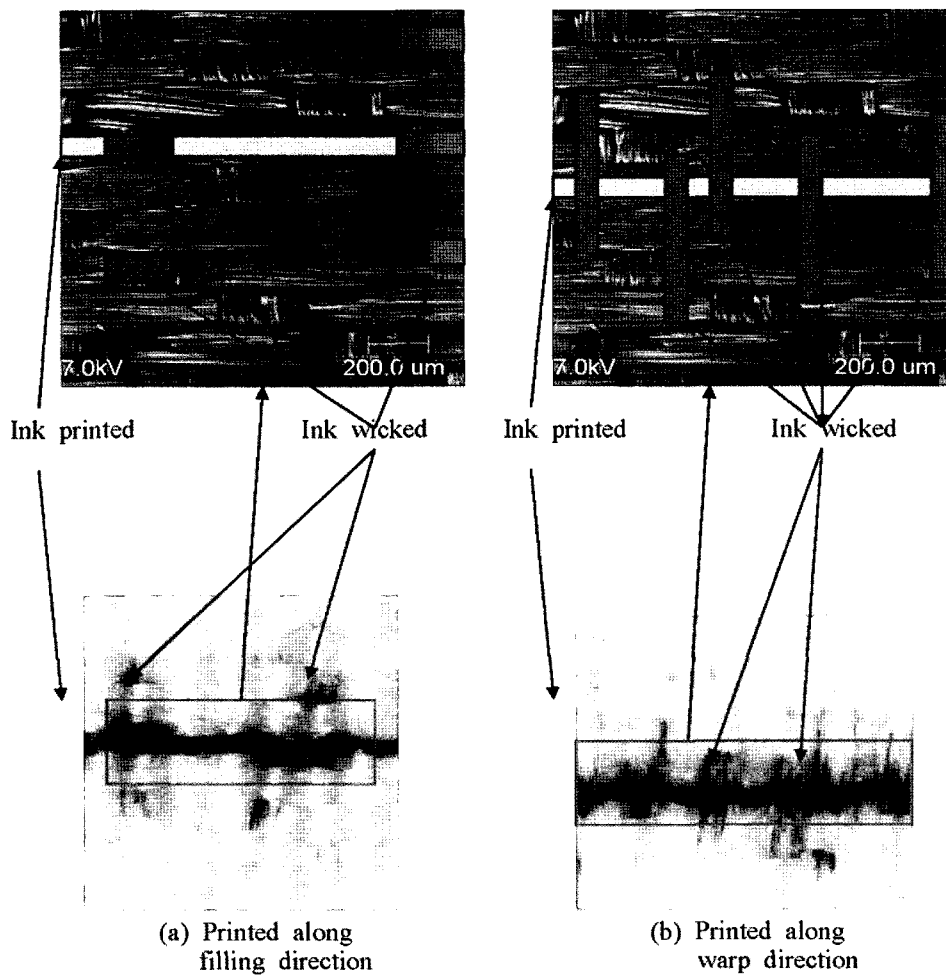 7.0kV 200.0 um
7.0kV 200.0 um
Ink printed Ink wicked
Ink printed Ink wicked
(a) Printed along
filling direction
(b) Printed along
warp direction